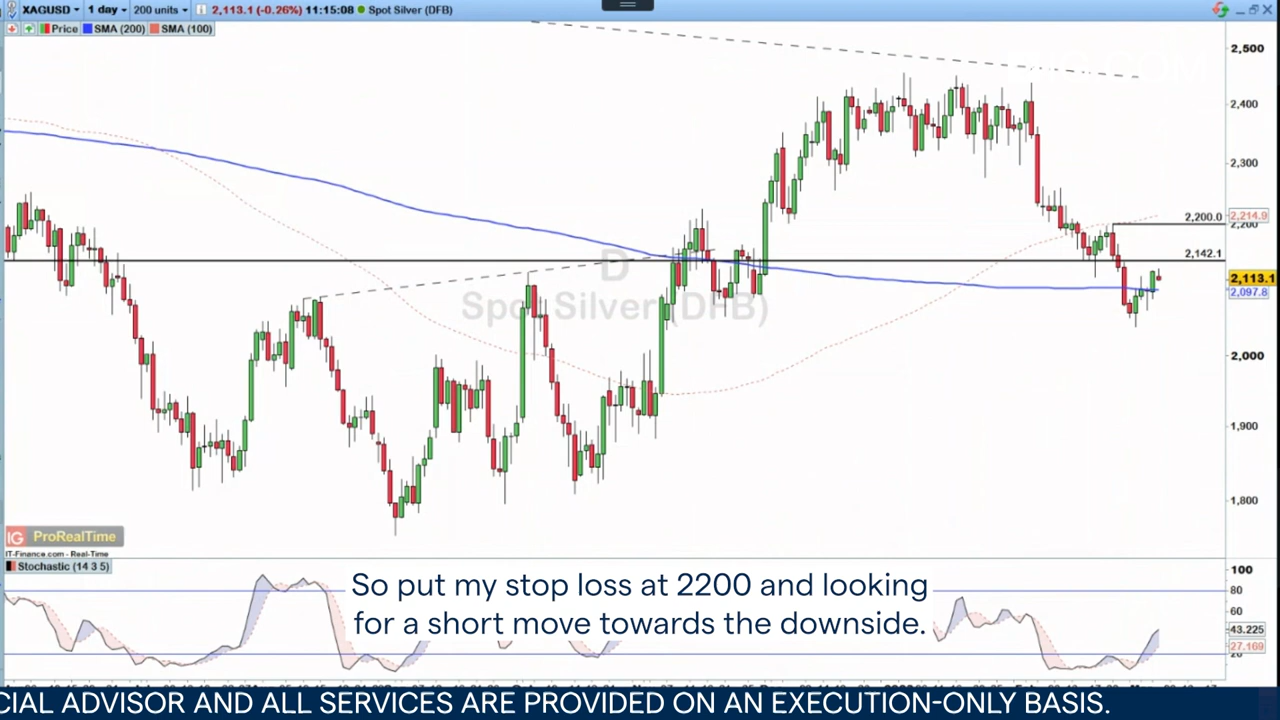 XAGUSD 1 day 200 units 2,113.1 (-0.26%) 11:15:08 Spot Silver (DFB)
Price SMA (200) SMA (100)
2,500
2,400
2,300
2,200.0
2,214.9
2,200
2,142.1
2,113.1
2,097.8
D
Spot Silver (DFB)
2,000
1,900
1,800
IG ProRealTime
IT-Finance.com - Real-Time
Stochastic (14 3 5)
100
80
60
43.225
27.169
20
So put my stop loss at 2200 and looking
for a short move towards the downside.
CIAL ADVISOR AND ALL SERVICES ARE PROVIDED ON AN EXECUTION-ONLY BASIS.